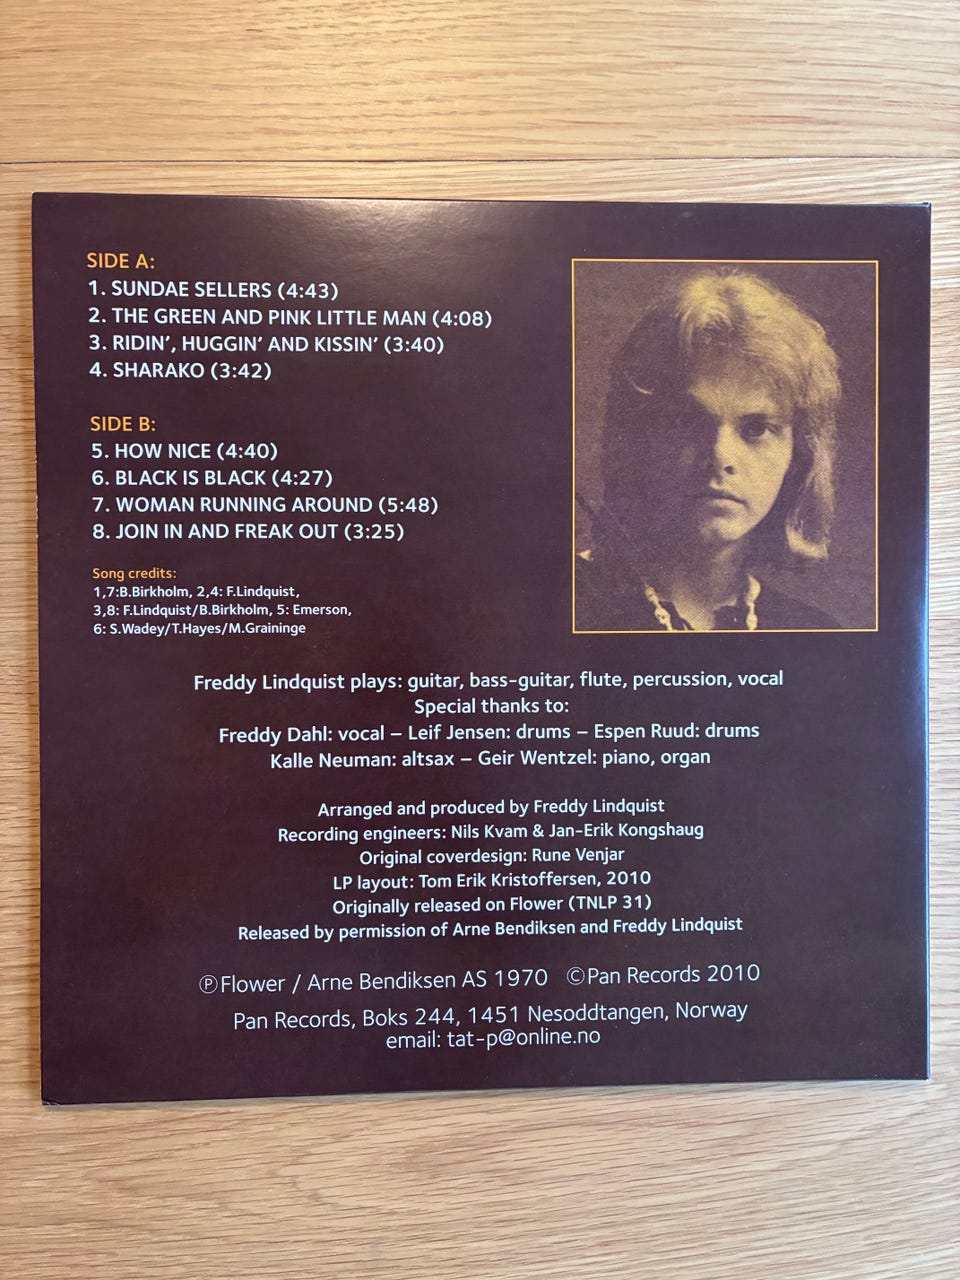 SIDE A:
1. SUNDAE SELLERS (4:43)
2. THE GREEN AND PINK LITTLE MAN (4:08)
3. RIDIN', HUGGIN' AND KISSIN' (3:40)
4. SHARAKO (3:42)
SIDE B:
5. HOW NICE (4:40)
6. BLACK IS BLACK (4:27)
7. WOMAN RUNNING AROUND (5:48)
8. JOIN IN AND FREAK OUT (3:25)
Song credits:
1,7:B.Birkholm, 2,4: F.Lindquist,
3,8: F.Lindquist/B.Birkholm, 5: Emerson,
6: S.Wadey/T.Hayes/M.Graininge
Freddy Lindquist plays: guitar, bass-guitar, flute, percussion, vocal
Special thanks to:
Freddy Dahl: vocal – Leif Jensen: drums – Espen Ruud: drums
Kalle Neuman: altsax – Geir Wentzel: piano, organ
Arranged and produced by Freddy Lindquist
Recording engineers: Nils Kvam & Jan-Erik Kongshaug
Original coverdesign: Rune Venjar
LP layout: Tom Erik Kristoffersen, 2010
Originally released on Flower (TNLP 31)
Released by permission of Arne Bendiksen and Freddy Lindquist
℗Flower / Arne Bendiksen AS 1970 ©Pan Records 2010
Pan Records, Boks 244, 1451 Nesoddtangen, Norway
email: tat-p@online.no